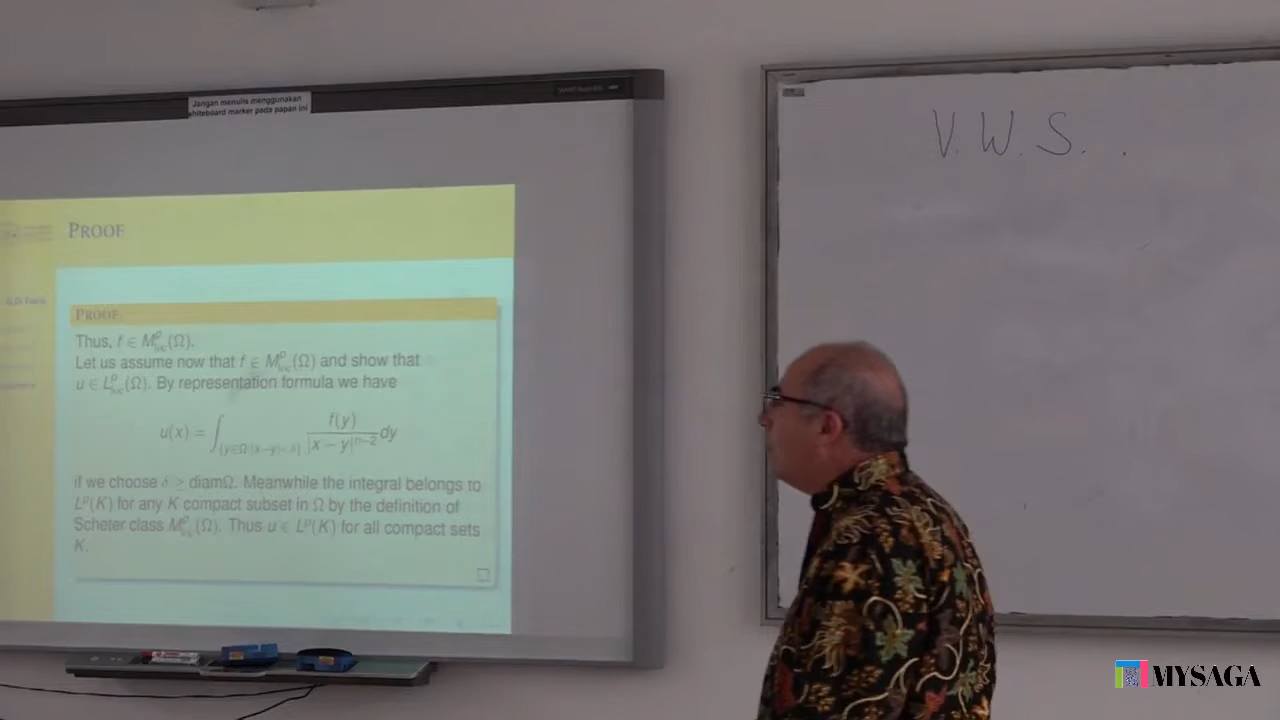 Jangan menulis menggunakan
whiteboard marker pada papan ini
PROOF
PROOF.
Thus, f ∈ M^p_loc(Ω).
Let us assume now that f ∈ M^p_loc(Ω) and show that
u ∈ L^p_loc(Ω). By representation formula we have
u(x) = ∫_{y∈Ω:|x−y|<δ} f(y)/|x − y|^{n−2} dy
if we choose δ > diamΩ. Meanwhile the integral belongs to
L^p(K) for any K compact subset in Ω by the definition of
Scheter class M^p_loc(Ω). Thus u ∈ L^p(K) for all compact sets
K.
V. W. S. .
MYSAGA